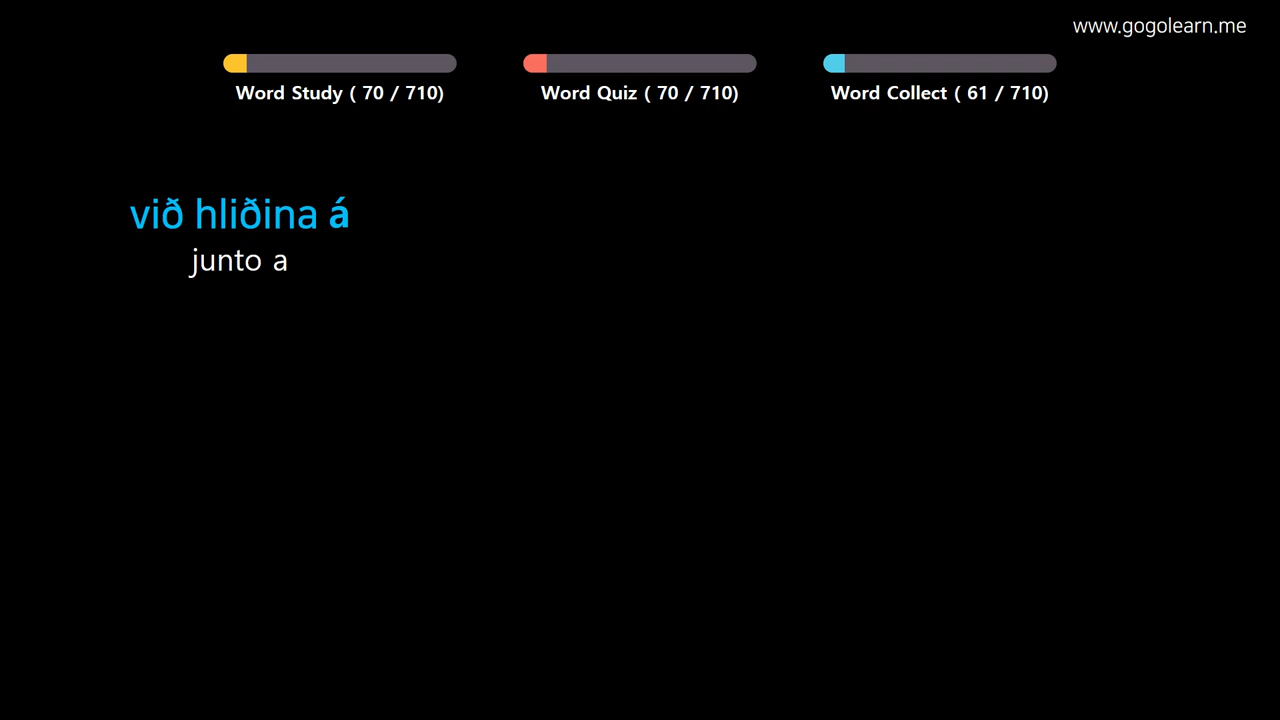 www.gogolearn.me
Word Study ( 70 / 710)
Word Quiz ( 70 / 710)
Word Collect ( 61 / 710)
við hliðina á
junto a